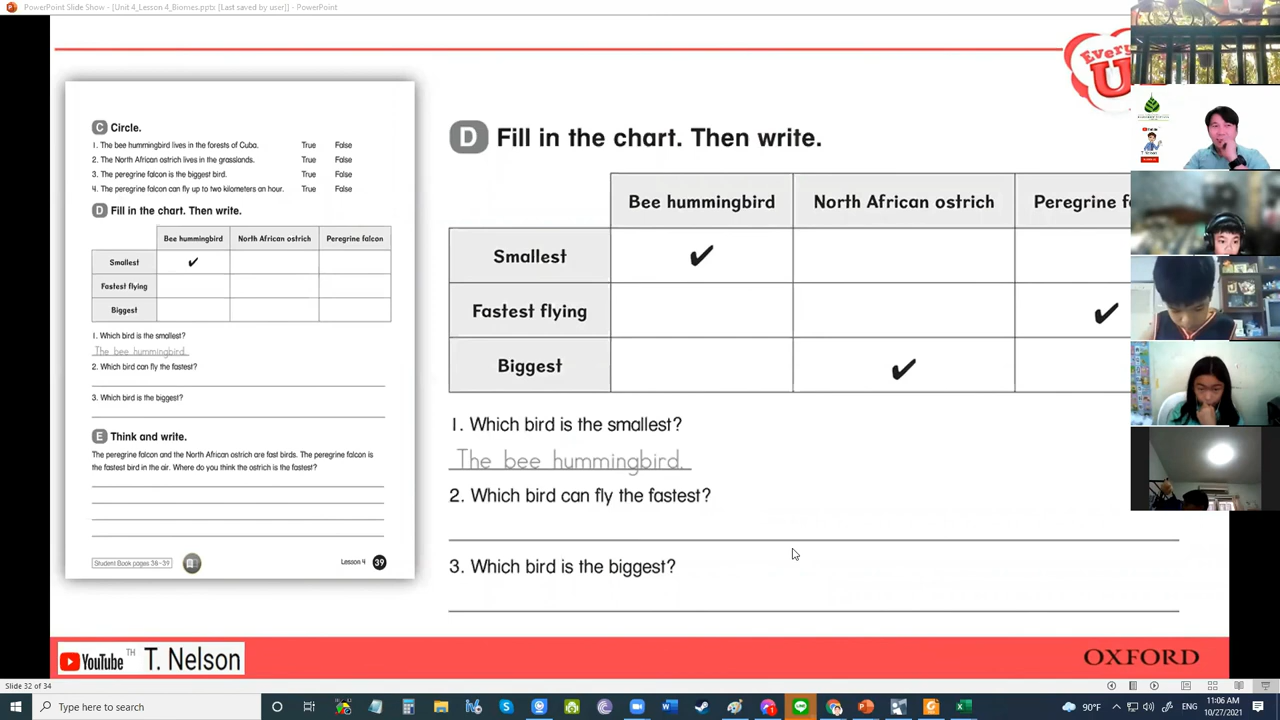 PowerPoint Slide Show - [Unit 4_Lesson 4_Biomes.ppts [Last saved by user]] - PowerPoint
C Circle.
1. The bee hummingbird lives in the forests of Cuba. True False
2. The North African ostrich lives in the grasslands. True False
3. The peregrine falcon is the biggest bird. True False
4. The peregrine falcon can fly up to two kilometers an hour. True False
D Fill in the chart. Then write.
Bee hummingbird North African ostrich Peregrine falcon
Smallest ✔
Fastest flying
Biggest
1. Which bird is the smallest?
The bee hummingbird.
2. Which bird can fly the fastest?
3. Which bird is the biggest?
E Think and write.
The peregrine falcon and the North African ostrich are fast birds. The peregrine falcon is
the fastest bird in the air. Where do you think the ostrich is the fastest?
Student Book pages 38-39
Lesson 4 39
Every
U
D Fill in the chart. Then write.
Bee hummingbird North African ostrich Peregrine fa
Smallest ✔
Fastest flying ✔
Biggest ✔
1. Which bird is the smallest?
The bee hummingbird.
2. Which bird can fly the fastest?
3. Which bird is the biggest?
YouTube TH T. Nelson
OXFORD
Slide 32 of 34
Type here to search
90°F
ENG
11:06 AM
10/27/2021